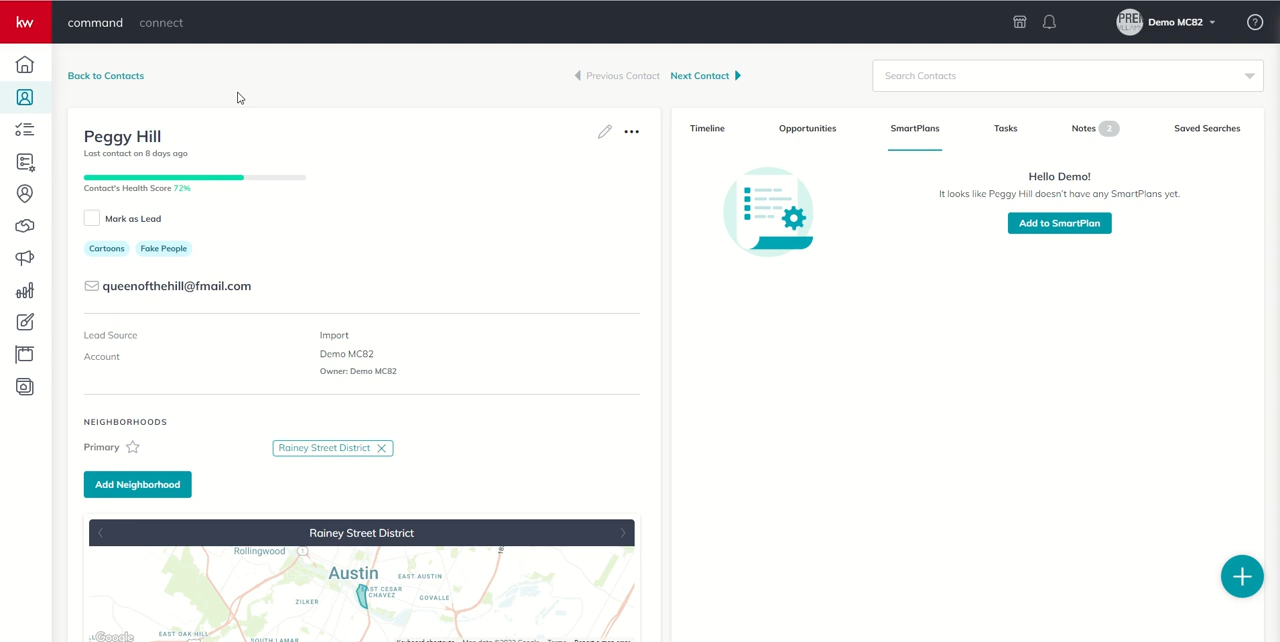 kw command connect Demo MC82
Back to Contacts Previous Contact Next Contact Search Contacts
Peggy Hill
Last contact on 8 days ago
Contact's Health Score 72%
Mark as Lead
Cartoons Fake People
queenofthehill@fmail.com
Lead Source Import
Account Demo MC82
Owner: Demo MC82
NEIGHBORHOODS
Primary Rainey Street District
Add Neighborhood
Rainey Street District
Rollingwood
Austin
EAST AUSTIN
EAST CESAR
CHAVEZ
GOVALLE
ZILKER
EAST OAK HILL
SOUTH LAMAR
Google
Timeline Opportunities SmartPlans Tasks Notes 2 Saved Searches
Hello Demo!
It looks like Peggy Hill doesn't have any SmartPlans yet.
Add to SmartPlan